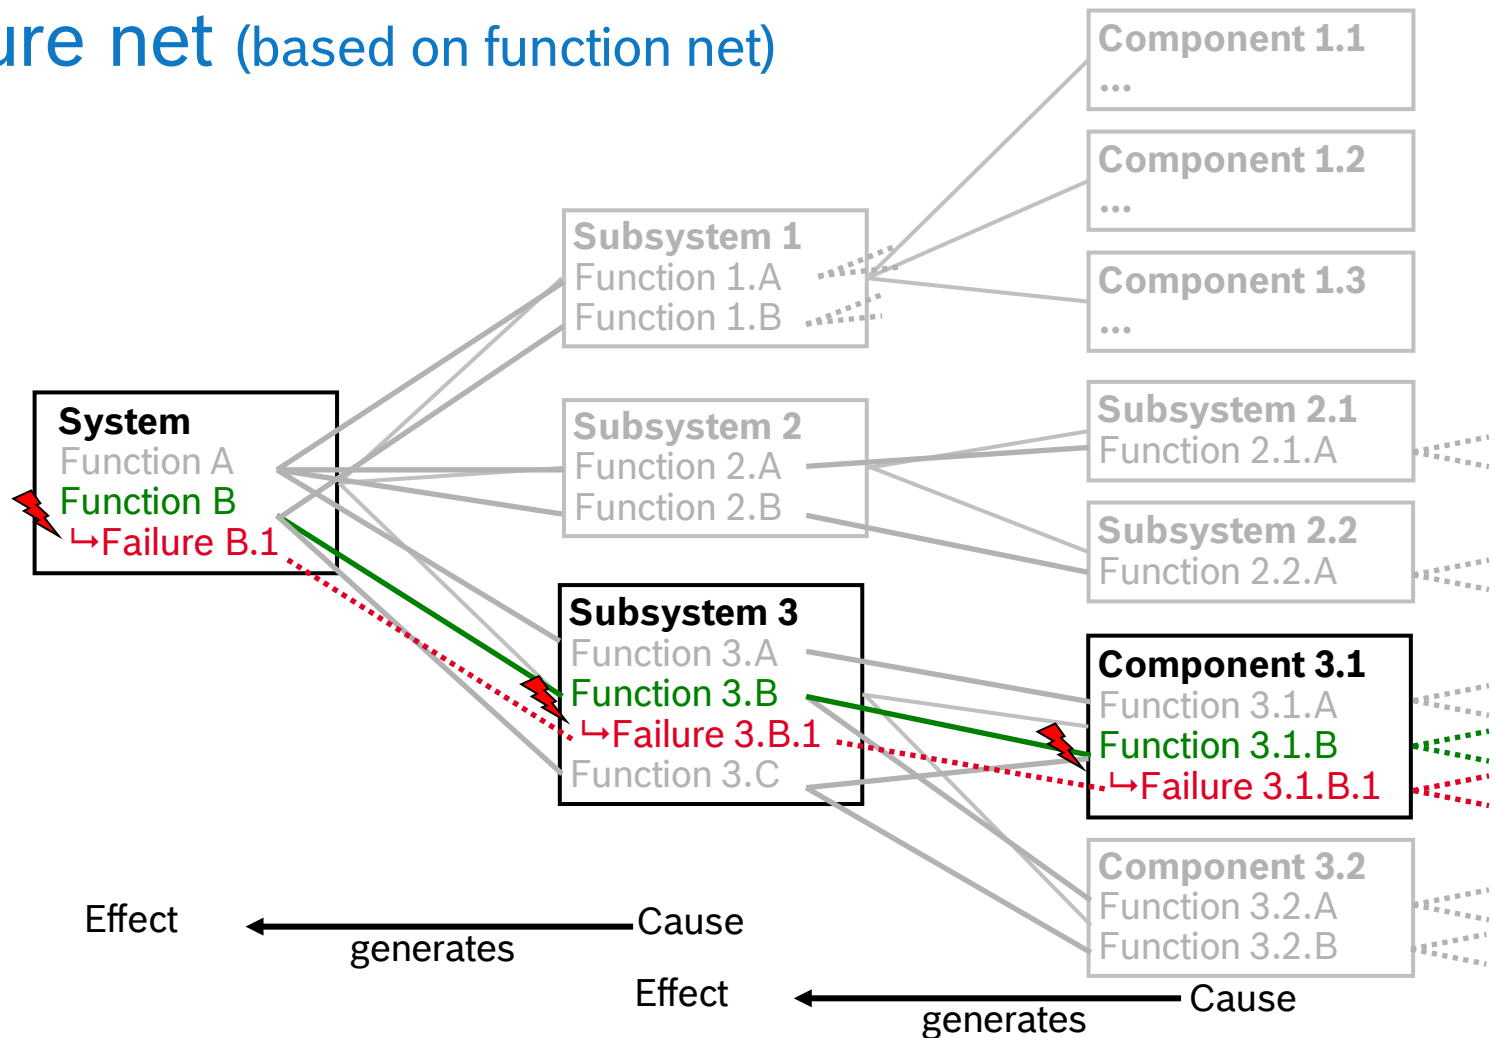 ure net (based on function net)
Component 1.1
...
Component 1.2
...
Component 1.3
...
Subsystem 1
Function 1.A
Function 1.B
System
Function A
Function B
↳Failure B.1
Subsystem 2
Function 2.A
Function 2.B
Subsystem 2.1
Function 2.1.A
Subsystem 2.2
Function 2.2.A
Subsystem 3
Function 3.A
Function 3.B
↳Failure 3.B.1
Function 3.C
Component 3.1
Function 3.1.A
Function 3.1.B
↳Failure 3.1.B.1
Component 3.2
Function 3.2.A
Function 3.2.B
Effect
generates
Cause
Effect
generates
Cause